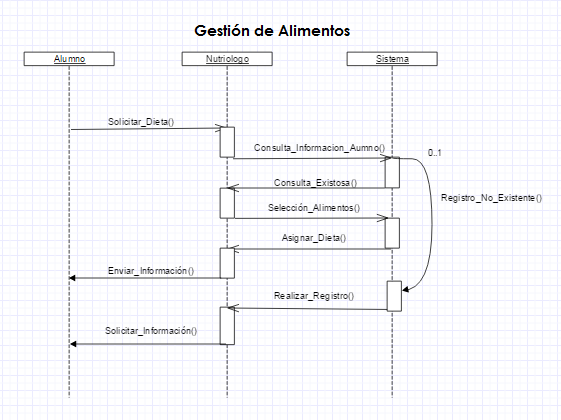 Gestión de Alimentos
Alumno
Nutriologo
Sistema
Solicitar_Dieta()
Consulta_Informacion_Aumno()
0..1
Consulta_Existosa()
Registro_No_Existente()
Selección_Alimentos()
Asignar_Dieta()
Enviar_Información()
Realizar_Registro()
Solicitar_Información()